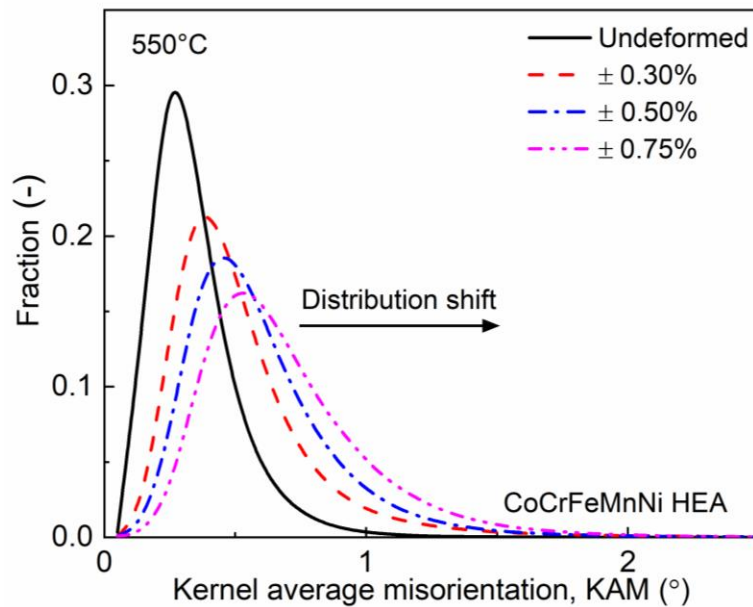 550°C
Undeformed
± 0.30%
± 0.50%
± 0.75%
0.3
0.2
0.1
0.0
Fraction (-)
Distribution shift
CoCrFeMnNi HEA
0
1
2
Kernel average misorientation, KAM (°)